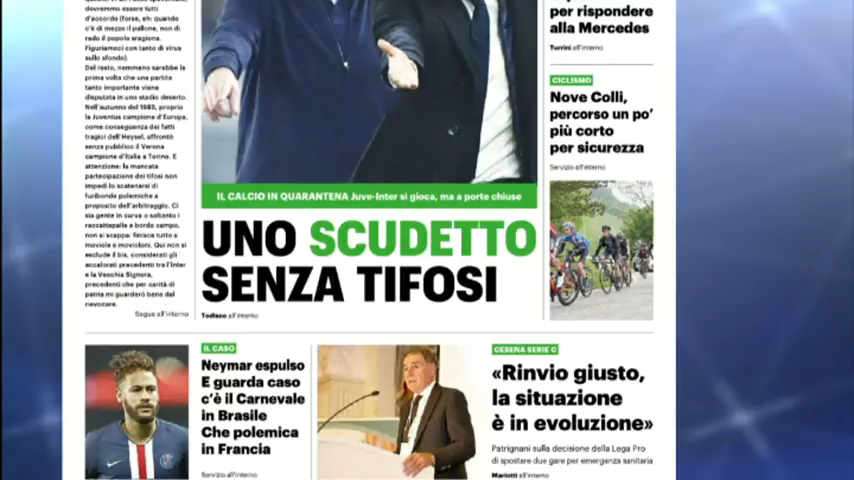 dovremmo essere tutti
d'accordo (forse, eh: quando
c'è di mezzo il pallone, non di
rado il popolo sragiona.
Figuriamoci con tanto di virus
sullo sfondo).
Del resto, nemmeno sarebbe la
prima volta che una partita
tanto importante viene
disputata in uno stadio deserto.
Nell'autunno del 1985, proprio
la Juventus campione d'Europa,
come conseguenza dei fatti
tragici dell'Heysel, affrontò
senza pubblico il Verona
campione d'Italia a Torino. E
attenzione: la mancata
partecipazione dei tifosi non
impedì lo scatenarsi di
furibonde polemiche a
proposito dell'arbitraggio. Ci
sia gente in curva o soltanto i
raccattapalle a bordo campo,
non si scappa: finisce tutto a
moviole e movioloni. Qui non si
esclude il bis, considerati gli
accalorati precedenti tra l'Inter
e la Vecchia Signora,
precedenti che per carità di
patria mi guarderò bene dal
rievocare.
Segue all'interno
IL CALCIO IN QUARANTENA Juve-Inter si gioca, ma a porte chiuse
UNO SCUDETTO
SENZA TIFOSI
Todisco all'interno
per rispondere
alla Mercedes
Turrini all'interno
CICLISMO
Nove Colli,
percorso un po'
più corto
per sicurezza
Servizio all'interno
IL CASO
Neymar espulso
E guarda caso
c'è il Carnevale
in Brasile
Che polemica
in Francia
Servizio all'interno
CESENA SERIE C
«Rinvio giusto,
la situazione
è in evoluzione»
Patrignani sulla decisione della Lega Pro
di spostare due gare per emergenza sanitaria
Mariotti all'interno